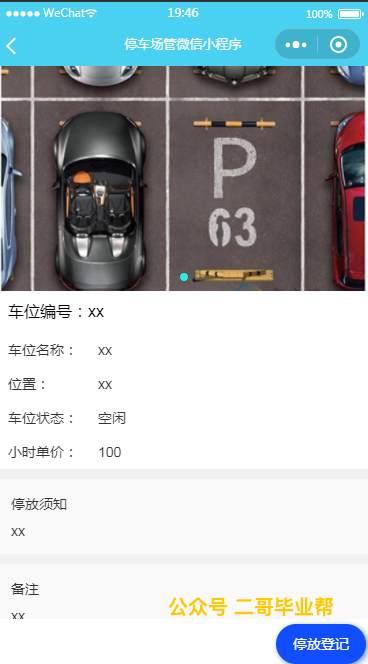 WeChat 19:46 100%
停车场管微信小程序
P
63
车位编号：xx
车位名称： xx
位置： xx
车位状态： 空闲
小时单价： 100
停放须知
xx
备注
公众号 二哥毕业帮
xx
停放登记